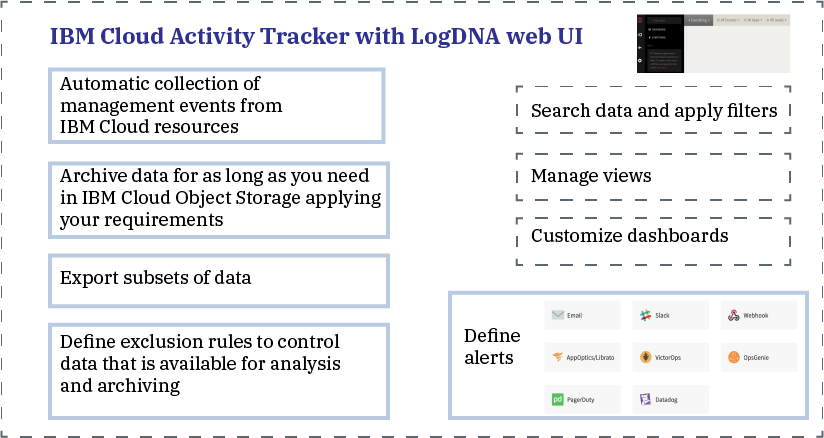 IBM Cloud Activity Tracker with LogDNA web UI
Automatic collection of
management events from
IBM Cloud resources
Archive data for as long as you need
in IBM Cloud Object Storage applying
your requirements
Export subsets of data
Define exclusion rules to control
data that is available for analysis
and archiving
Search data and apply filters
Manage views
Customize dashboards
Define
alerts
Email
Slack
Webhook
AppOptics/Librato
VictorOps
OpsGenie
PagerDuty
Datadog